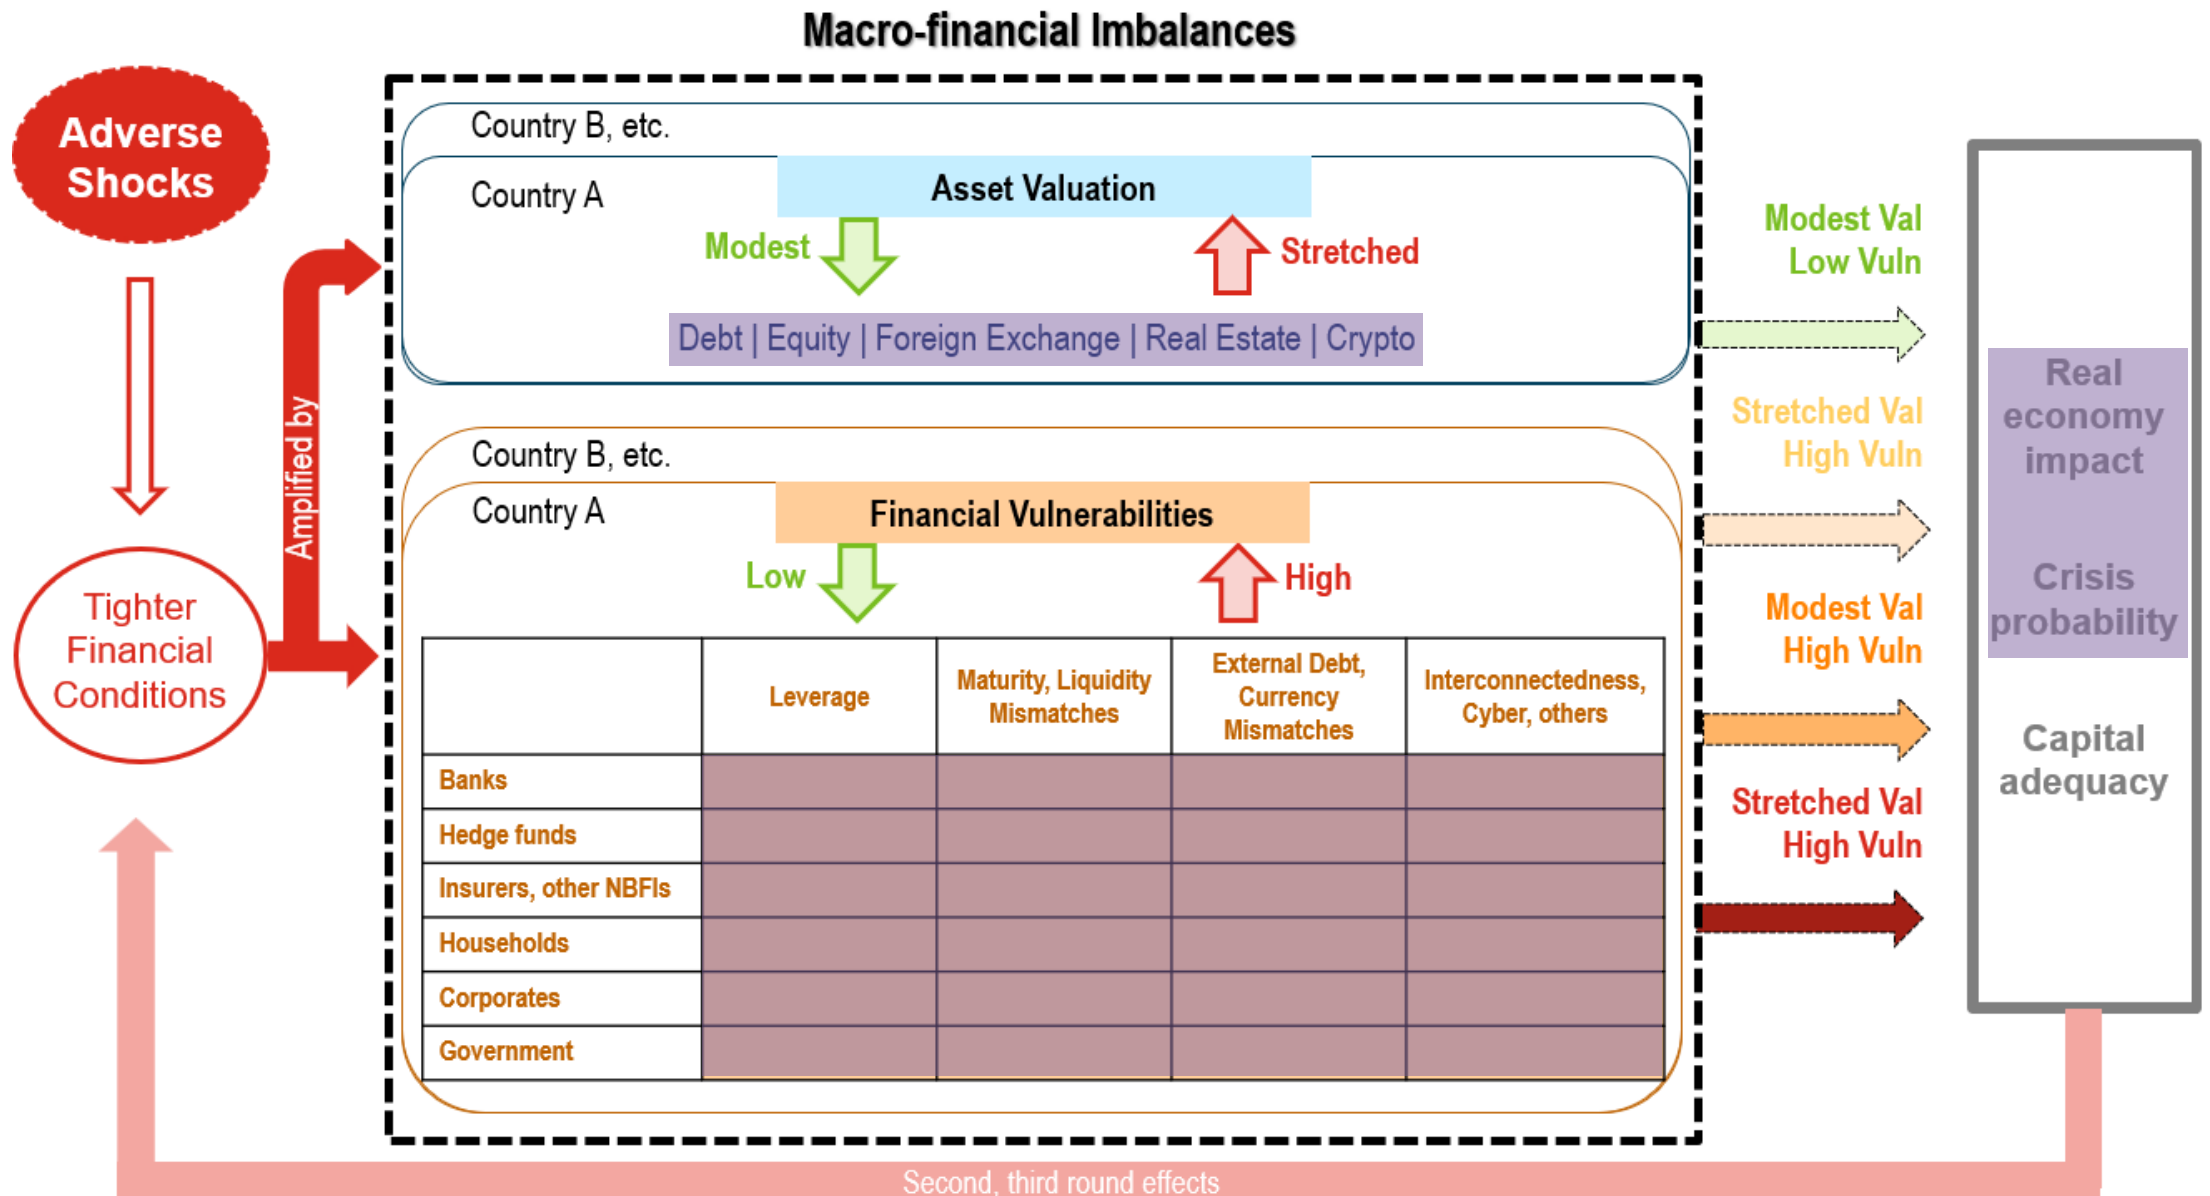 Macro-financial Imbalances
Adverse
Shocks
Tighter
Financial
Conditions
Amplified by
Country B, etc.
Country A
Asset Valuation
Modest
Stretched
Debt | Equity | Foreign Exchange | Real Estate | Crypto
Country B, etc.
Country A
Financial Vulnerabilities
Low
High
Leverage
Maturity, Liquidity
Mismatches
External Debt,
Currency
Mismatches
Interconnectedness,
Cyber, others
Banks
Hedge funds
Insurers, other NBFIs
Households
Corporates
Government
Modest Val
Low Vuln
Stretched Val
High Vuln
Modest Val
High Vuln
Stretched Val
High Vuln
Real
economy
impact
Crisis
probability
Capital
adequacy
Second, third round effects